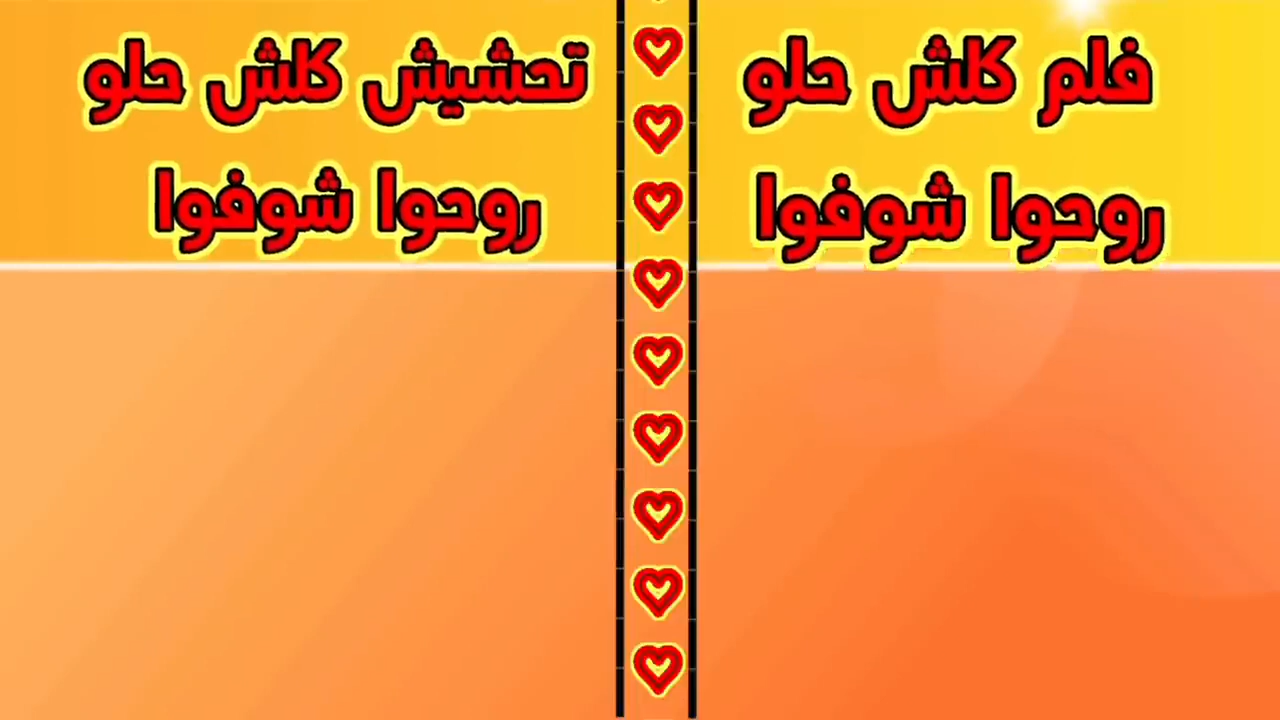 فلم كلش حلو
روحوا شوفوا
تحشيش كلش حلو
روحوا شوفوا